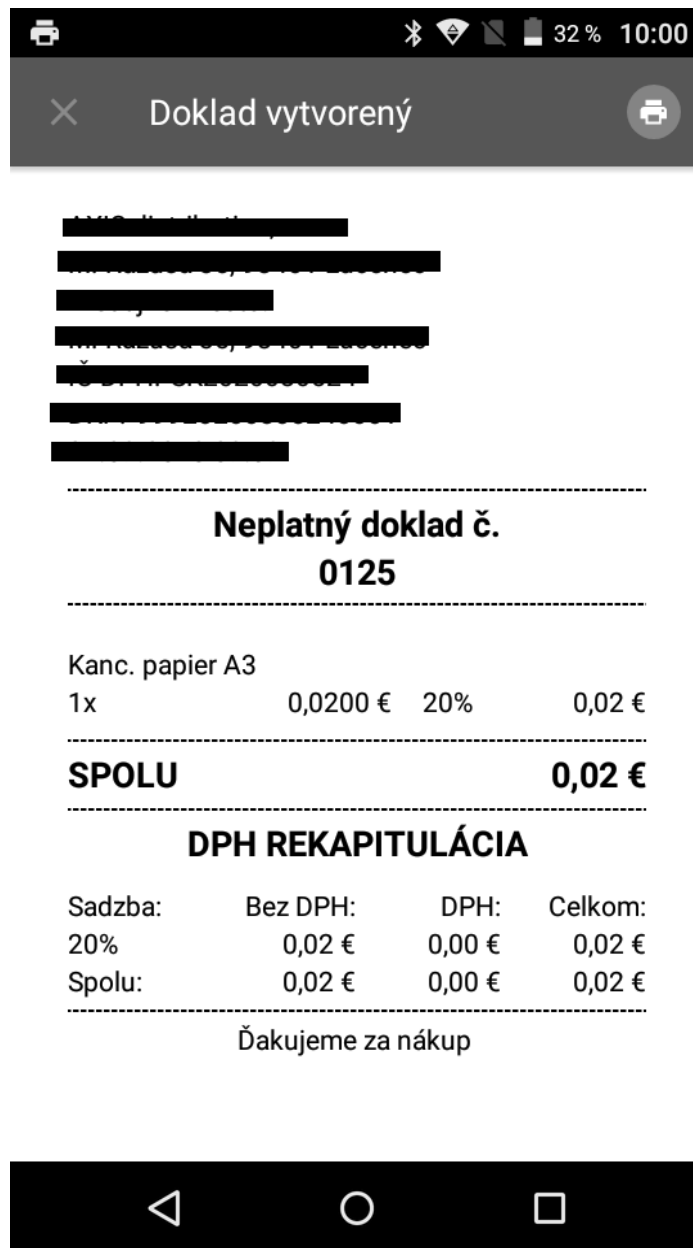 32 % 10:00
Doklad vytvorený
Neplatný doklad č.
0125
Kanc. papier A3
1x 0,0200 € 20% 0,02 €
SPOLU 0,02 €
DPH REKAPITULÁCIA
Sadzba: Bez DPH: DPH: Celkom:
20% 0,02 € 0,00 € 0,02 €
Spolu: 0,02 € 0,00 € 0,02 €
Ďakujeme za nákup